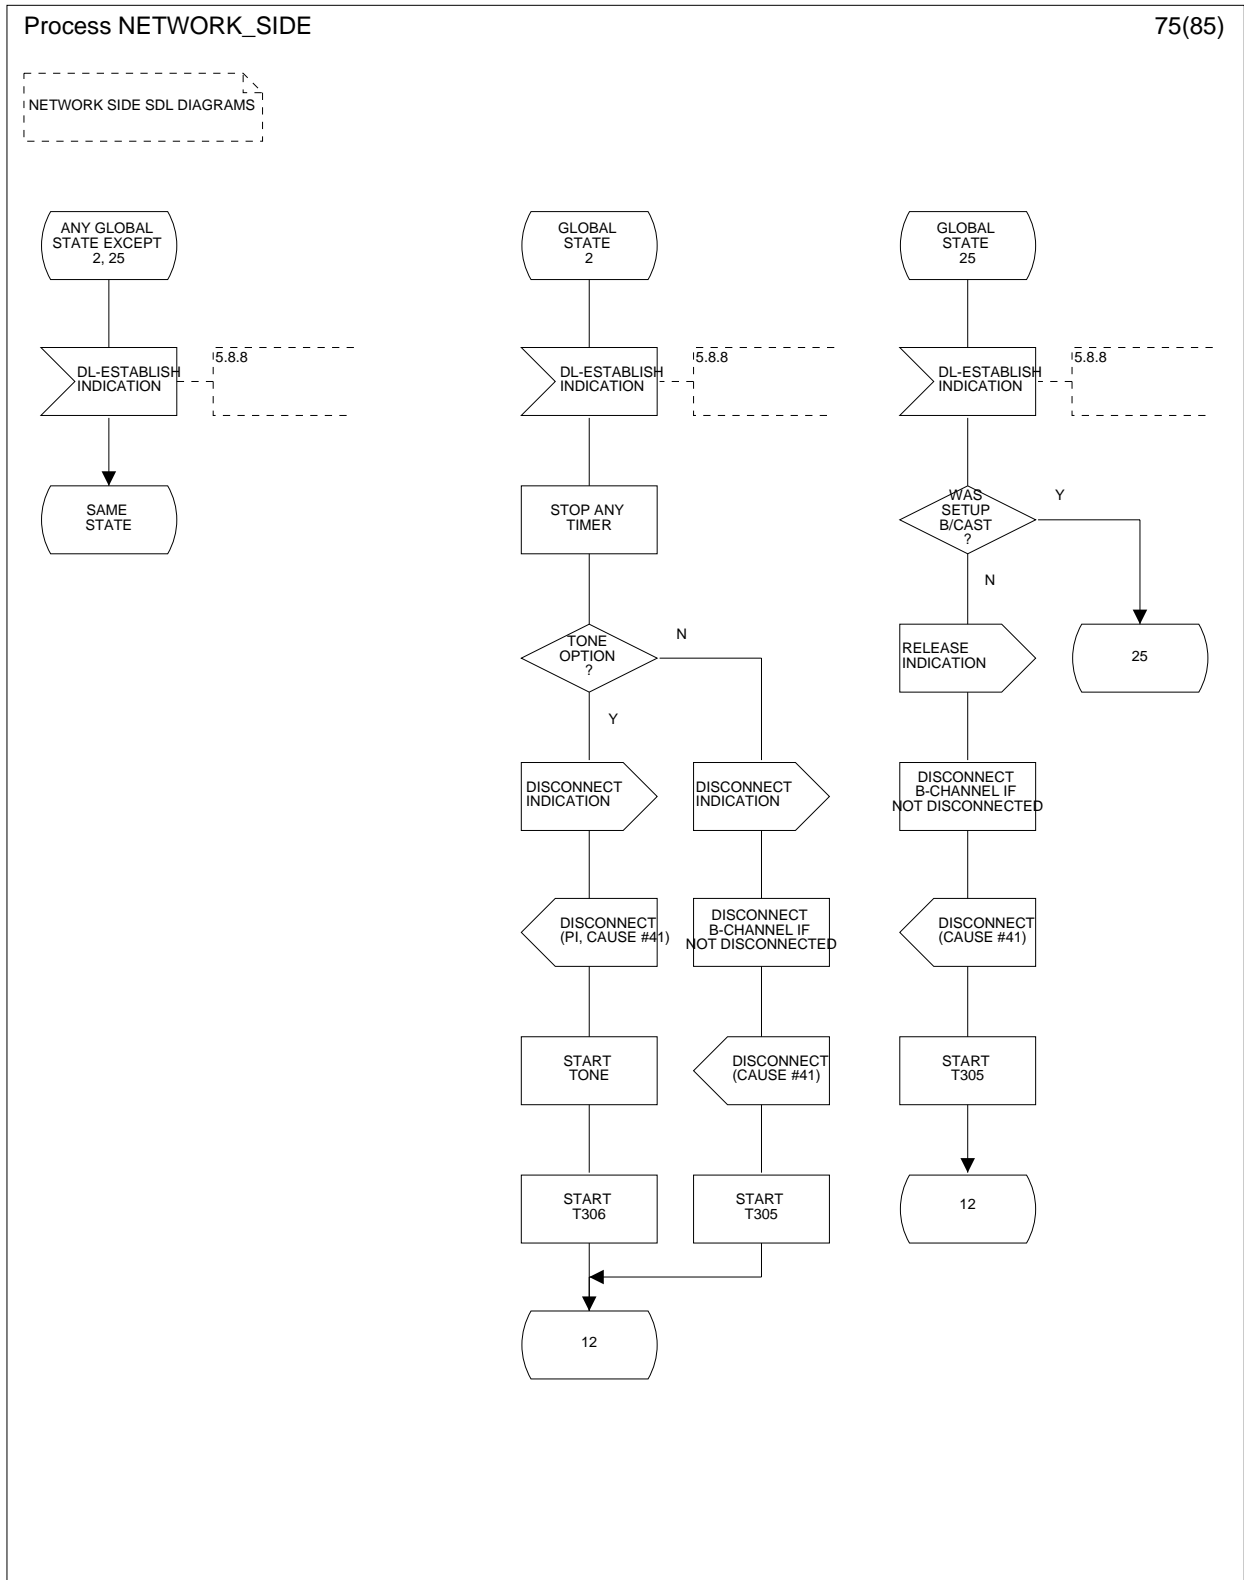 Process NETWORK_SIDE
75(85)
NETWORK SIDE SDL DIAGRAMS
ANY GLOBAL
STATE EXCEPT
2, 25
DL-ESTABLISH
INDICATION
5.8.8
SAME
STATE
GLOBAL
STATE
2
DL-ESTABLISH
INDICATION
5.8.8
STOP ANY
TIMER
TONE
OPTION
?
N
Y
DISCONNECT
INDICATION
DISCONNECT
(PI, CAUSE #41)
START
TONE
START
T306
DISCONNECT
INDICATION
DISCONNECT
B-CHANNEL IF
NOT DISCONNECTED
DISCONNECT
(CAUSE #41)
START
T305
12
GLOBAL
STATE
25
DL-ESTABLISH
INDICATION
5.8.8
WAS
SETUP
B/CAST
?
Y
N
25
RELEASE
INDICATION
DISCONNECT
B-CHANNEL IF
NOT DISCONNECTED
DISCONNECT
(CAUSE #41)
START
T305
12